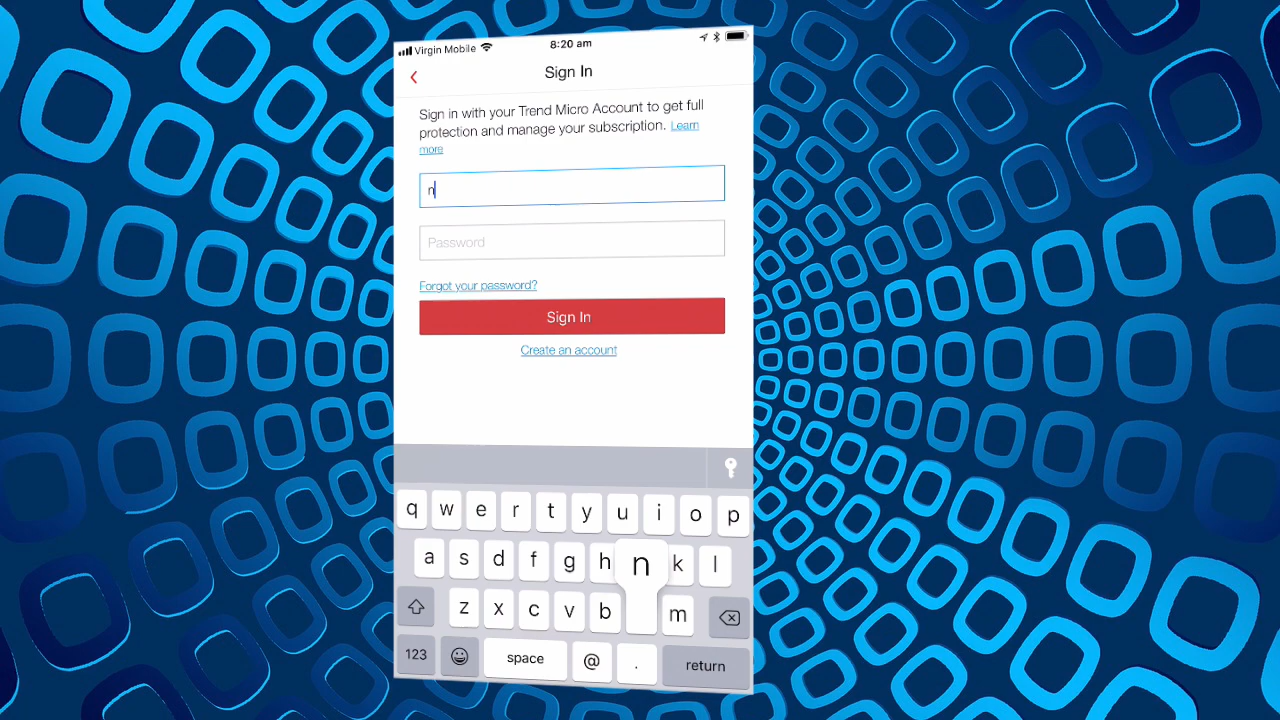 Virgin Mobile
8:20 am
Sign In
Sign in with your Trend Micro Account to get full
protection and manage your subscription. Learn
more
n
Password
Forgot your password?
Sign In
Create an account
q w e r t y u i o p
a s d f g h n k l
z x c v b m
123 space @ . return